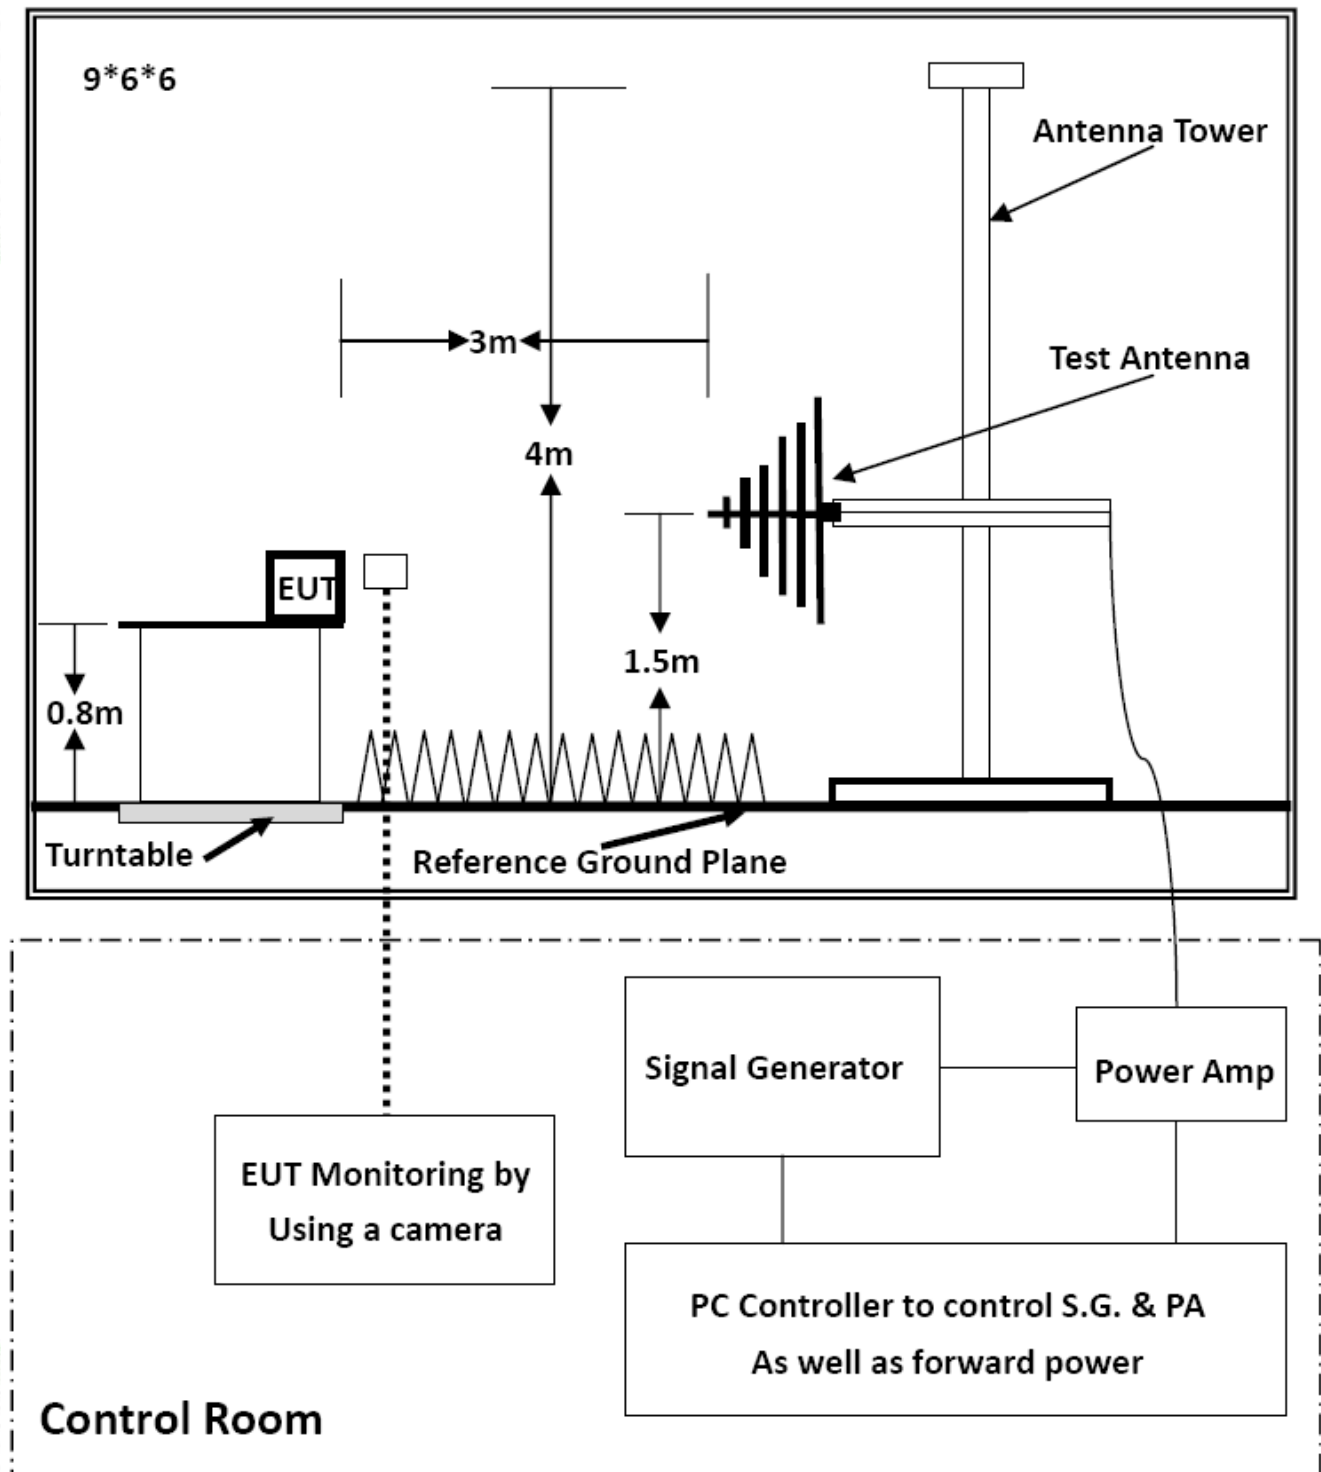 9*6*6
Antenna Tower
3m
Test Antenna
4m
EUT
1.5m
0.8m
Turntable
Reference Ground Plane
Signal Generator
Power Amp
EUT Monitoring by
Using a camera
PC Controller to control S.G. & PA
As well as forward power
Control Room